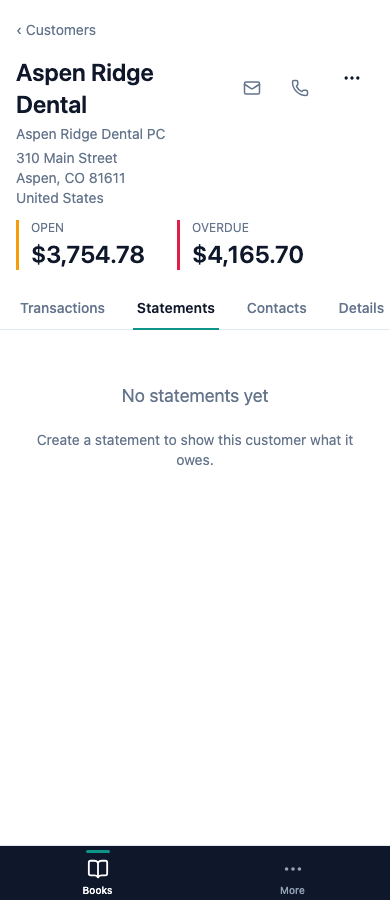 ‹ Customers
Aspen Ridge
Dental
Aspen Ridge Dental PC
310 Main Street
Aspen, CO 81611
United States
OPEN
$3,754.78
OVERDUE
$4,165.70
Transactions Statements Contacts Details
No statements yet
Create a statement to show this customer what it
owes.
Books
More